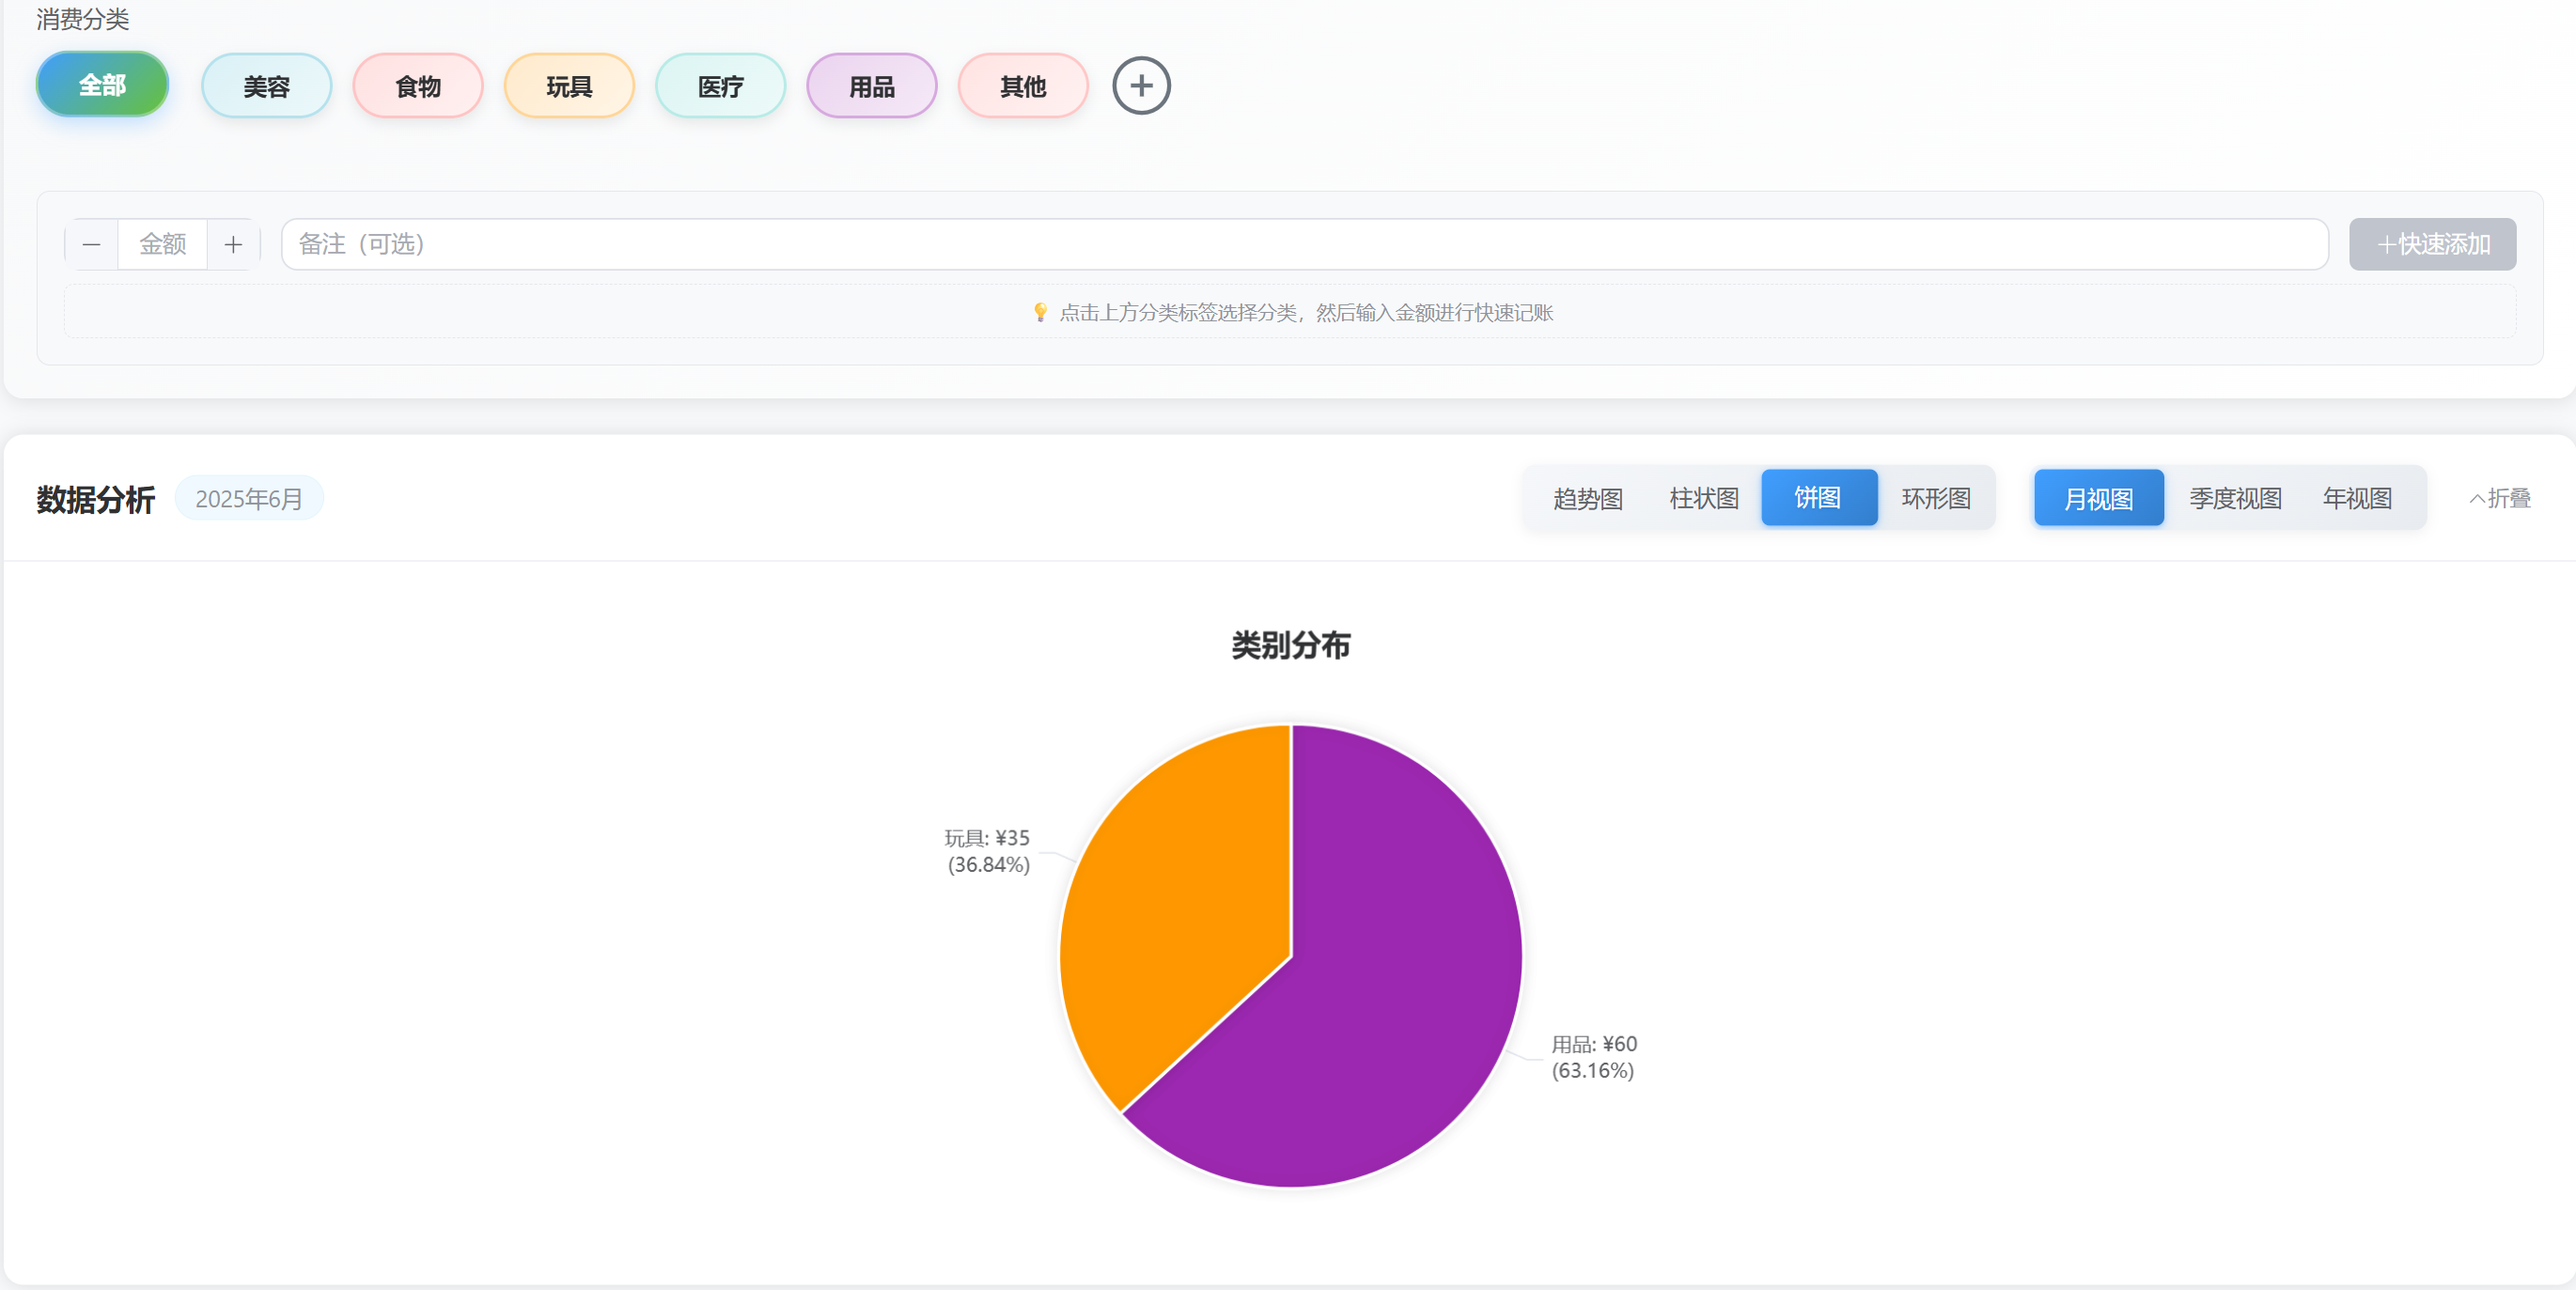 消费分类
全部 美容 食物 玩具 医疗 用品 其他 +
— 金额 + 备注（可选） +快速添加
💡 点击上方分类标签选择分类，然后输入金额进行快速记账
数据分析 2025年6月 趋势图 柱状图 饼图 环形图 月视图 季度视图 年视图 折叠
类别分布
玩具: ¥35
(36.84%)
用品: ¥60
(63.16%)